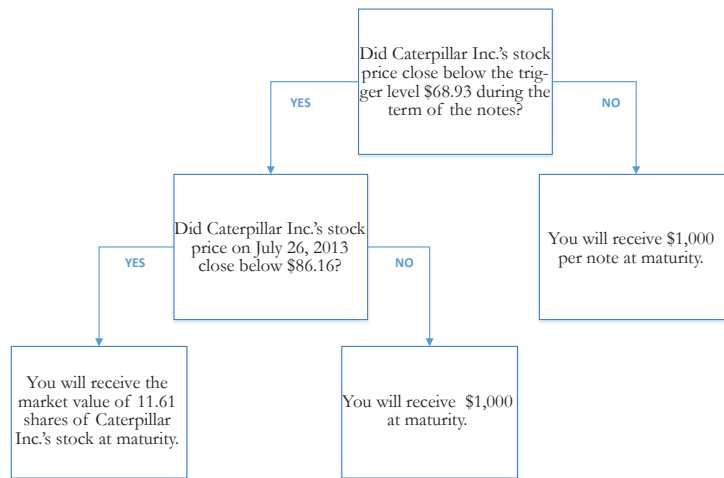 Did Caterpillar Inc.'s stock
price close below the trig-
ger level $68.93 during the
term of the notes?
YES
NO
Did Caterpillar Inc.'s stock
price on July 26, 2013
close below $86.16?
You will receive $1,000
per note at maturity.
YES
NO
You will receive the
market value of 11.61
shares of Caterpillar
Inc.'s stock at maturity.
You will receive $1,000
at maturity.